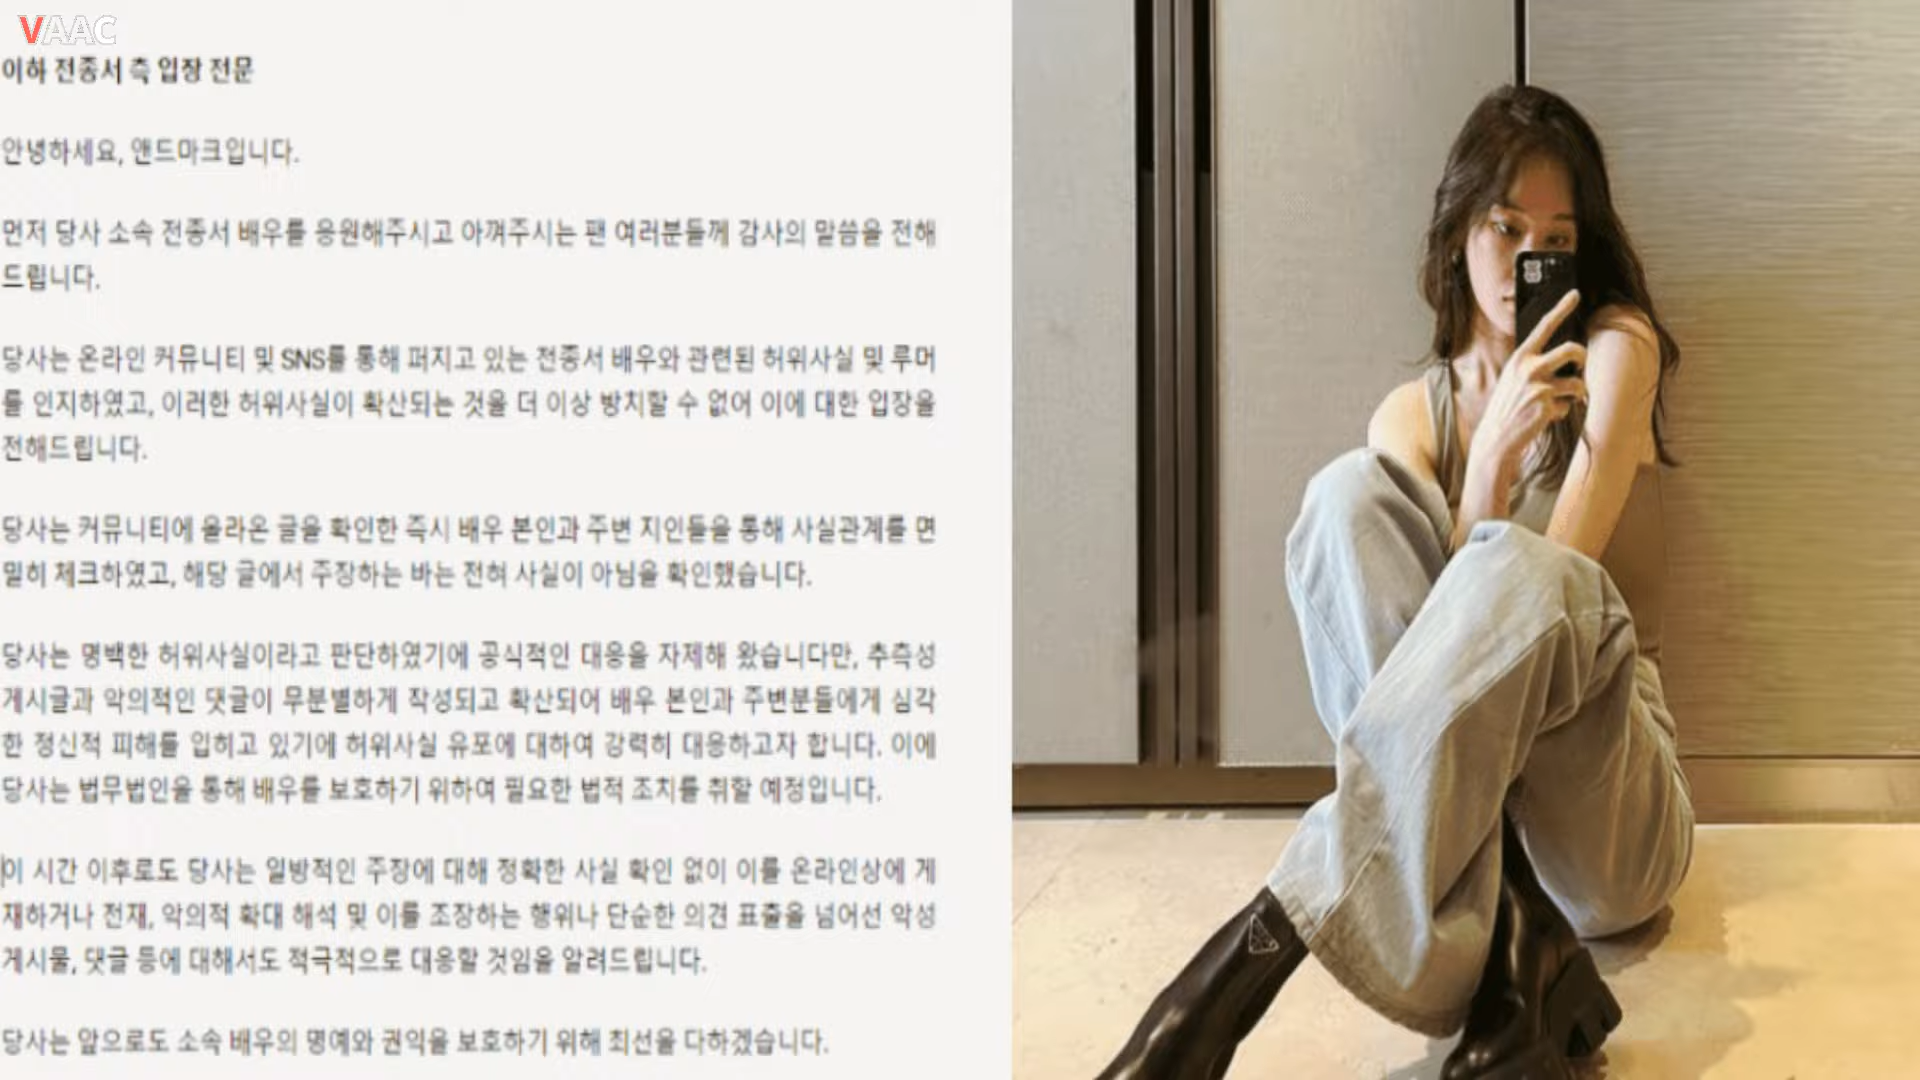 VAAC
이하 전종서 측 입장 전문
안녕하세요, 앤드마크입니다.
먼저 당사 소속 전종서 배우를 응원해주시고 아껴주시는 팬 여러분들께 감사의 말씀을 전해
드립니다.
당사는 온라인 커뮤니티 및 SNS를 통해 퍼지고 있는 전종서 배우와 관련된 허위사실 및 루머
를 인지하였고, 이러한 허위사실이 확산되는 것을 더 이상 방치할 수 없어 이에 대한 입장을
전해드립니다.
당사는 커뮤니티에 올라온 글을 확인한 즉시 배우 본인과 주변 지인들을 통해 사실관계를 면
밀히 체크하였고, 해당 글에서 주장하는 바는 전혀 사실이 아님을 확인했습니다.
당사는 명백한 허위사실이라고 판단하였기에 공식적인 대응을 자제해 왔습니다만, 추측성
게시글과 악의적인 댓글이 무분별하게 작성되고 확산되어 배우 본인과 주변분들에게 심각
한 정신적 피해를 입히고 있기에 허위사실 유포에 대하여 강력히 대응하고자 합니다. 이에
당사는 법무법인을 통해 배우를 보호하기 위하여 필요한 법적 조치를 취할 예정입니다.
이 시간 이후로도 당사는 일방적인 주장에 대해 정확한 사실 확인 없이 이를 온라인상에 게
재하거나 전재, 악의적 확대 해석 및 이를 조장하는 행위나 단순한 의견 표출을 넘어선 악성
게시물, 댓글 등에 대해서도 적극적으로 대응할 것임을 알려드립니다.
당사는 앞으로도 소속 배우의 명예와 권익을 보호하기 위해 최선을 다하겠습니다.